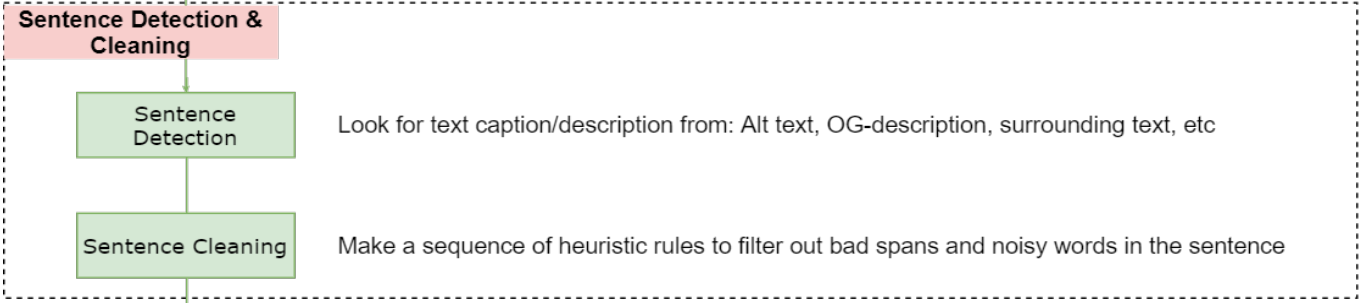 Sentence Detection &
Cleaning
Sentence
Detection
Look for text caption/description from: Alt text, OG-description, surrounding text, etc
Sentence Cleaning
Make a sequence of heuristic rules to filter out bad spans and noisy words in the sentence